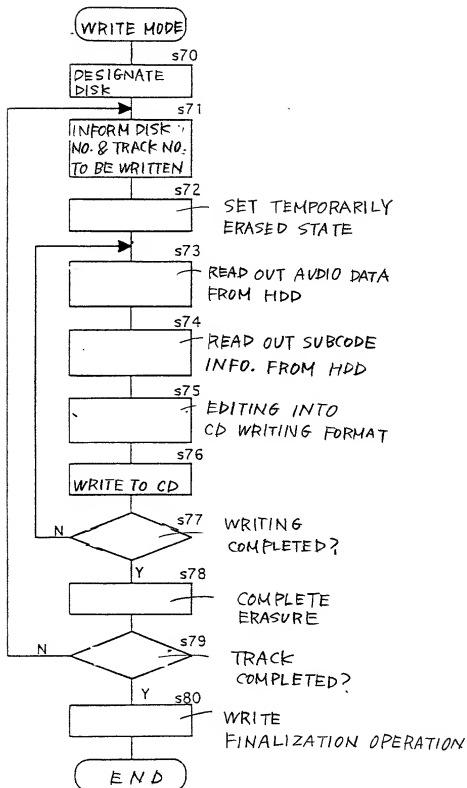 WRITE MODE
s70
DESIGNATE
DISK
s71
INFORM DISK
NO. & TRACK NO.
TO BE WRITTEN
s72
SET TEMPORARILY
ERASED STATE
s73
READ OUT AUDIO DATA
FROM HDD
s74
READ OUT SUBCODE
INFO. FROM HDD
s75
EDITING INTO
CD WRITING FORMAT
s76
WRITE TO CD
s77
N
WRITING
COMPLETED?
Y
s78
COMPLETE
ERASURE
s79
N
TRACK
COMPLETED?
Y
s80
WRITE
FINALIZATION OPERATION
END